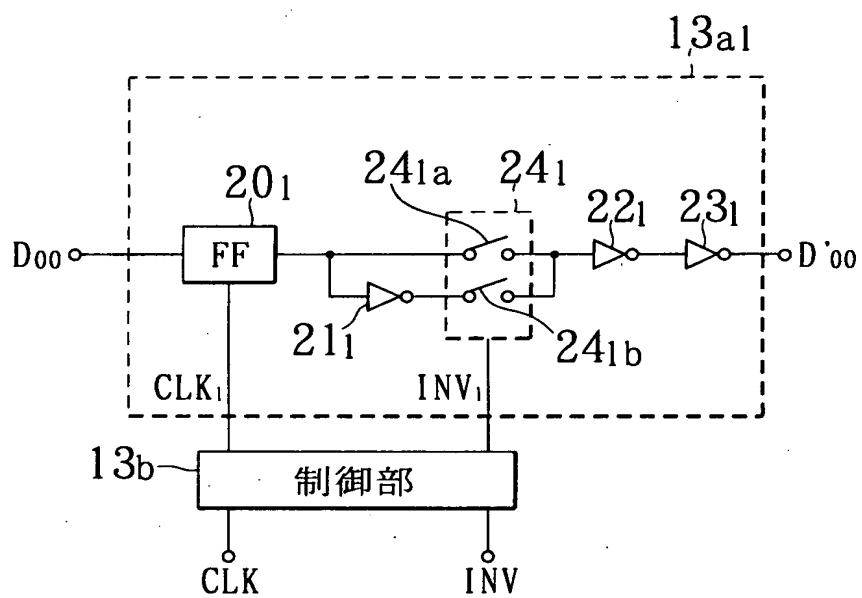 13a1
241a
241
201
221
231
D00
FF
D'00
211
241b
CLK1
INV1
13b
制御部
CLK
INV